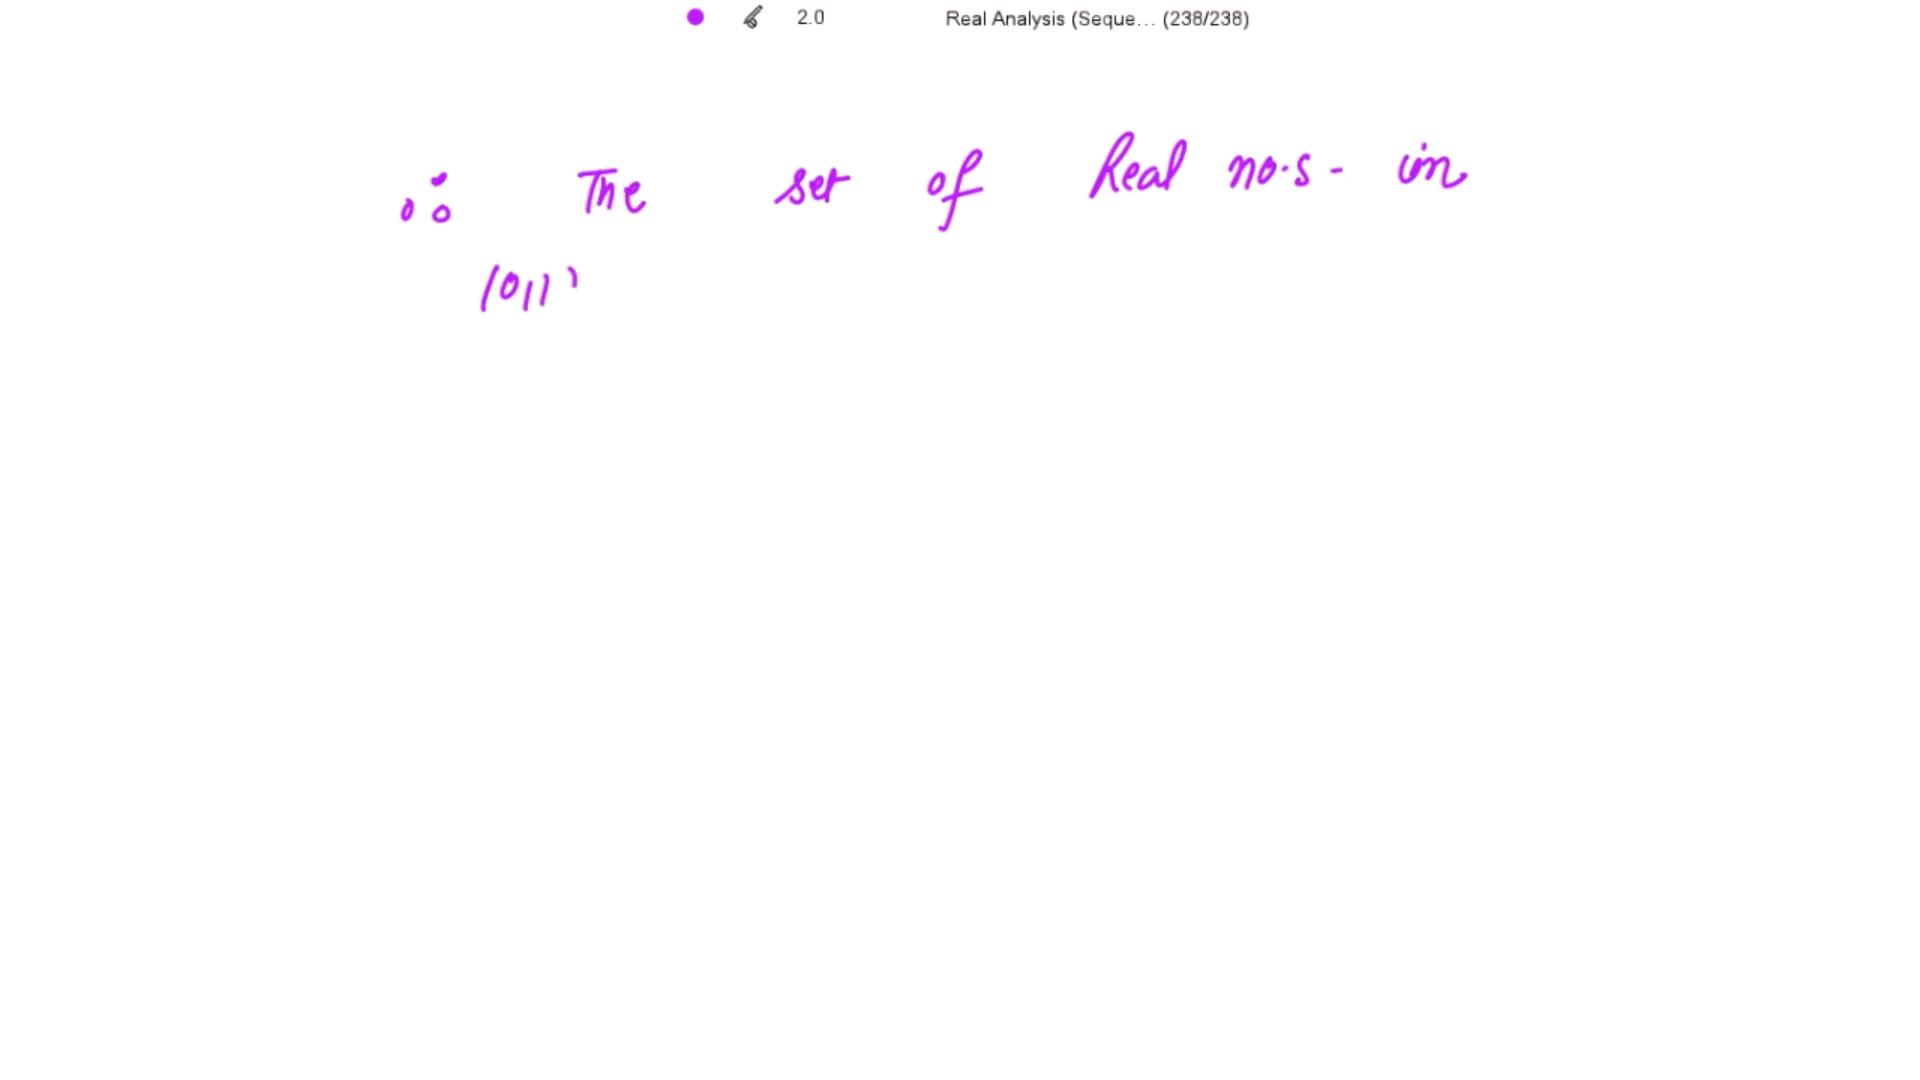 2.0 Real Analysis (Seque... (238/238)
∴ The set of Real no.s - in
(0,1)